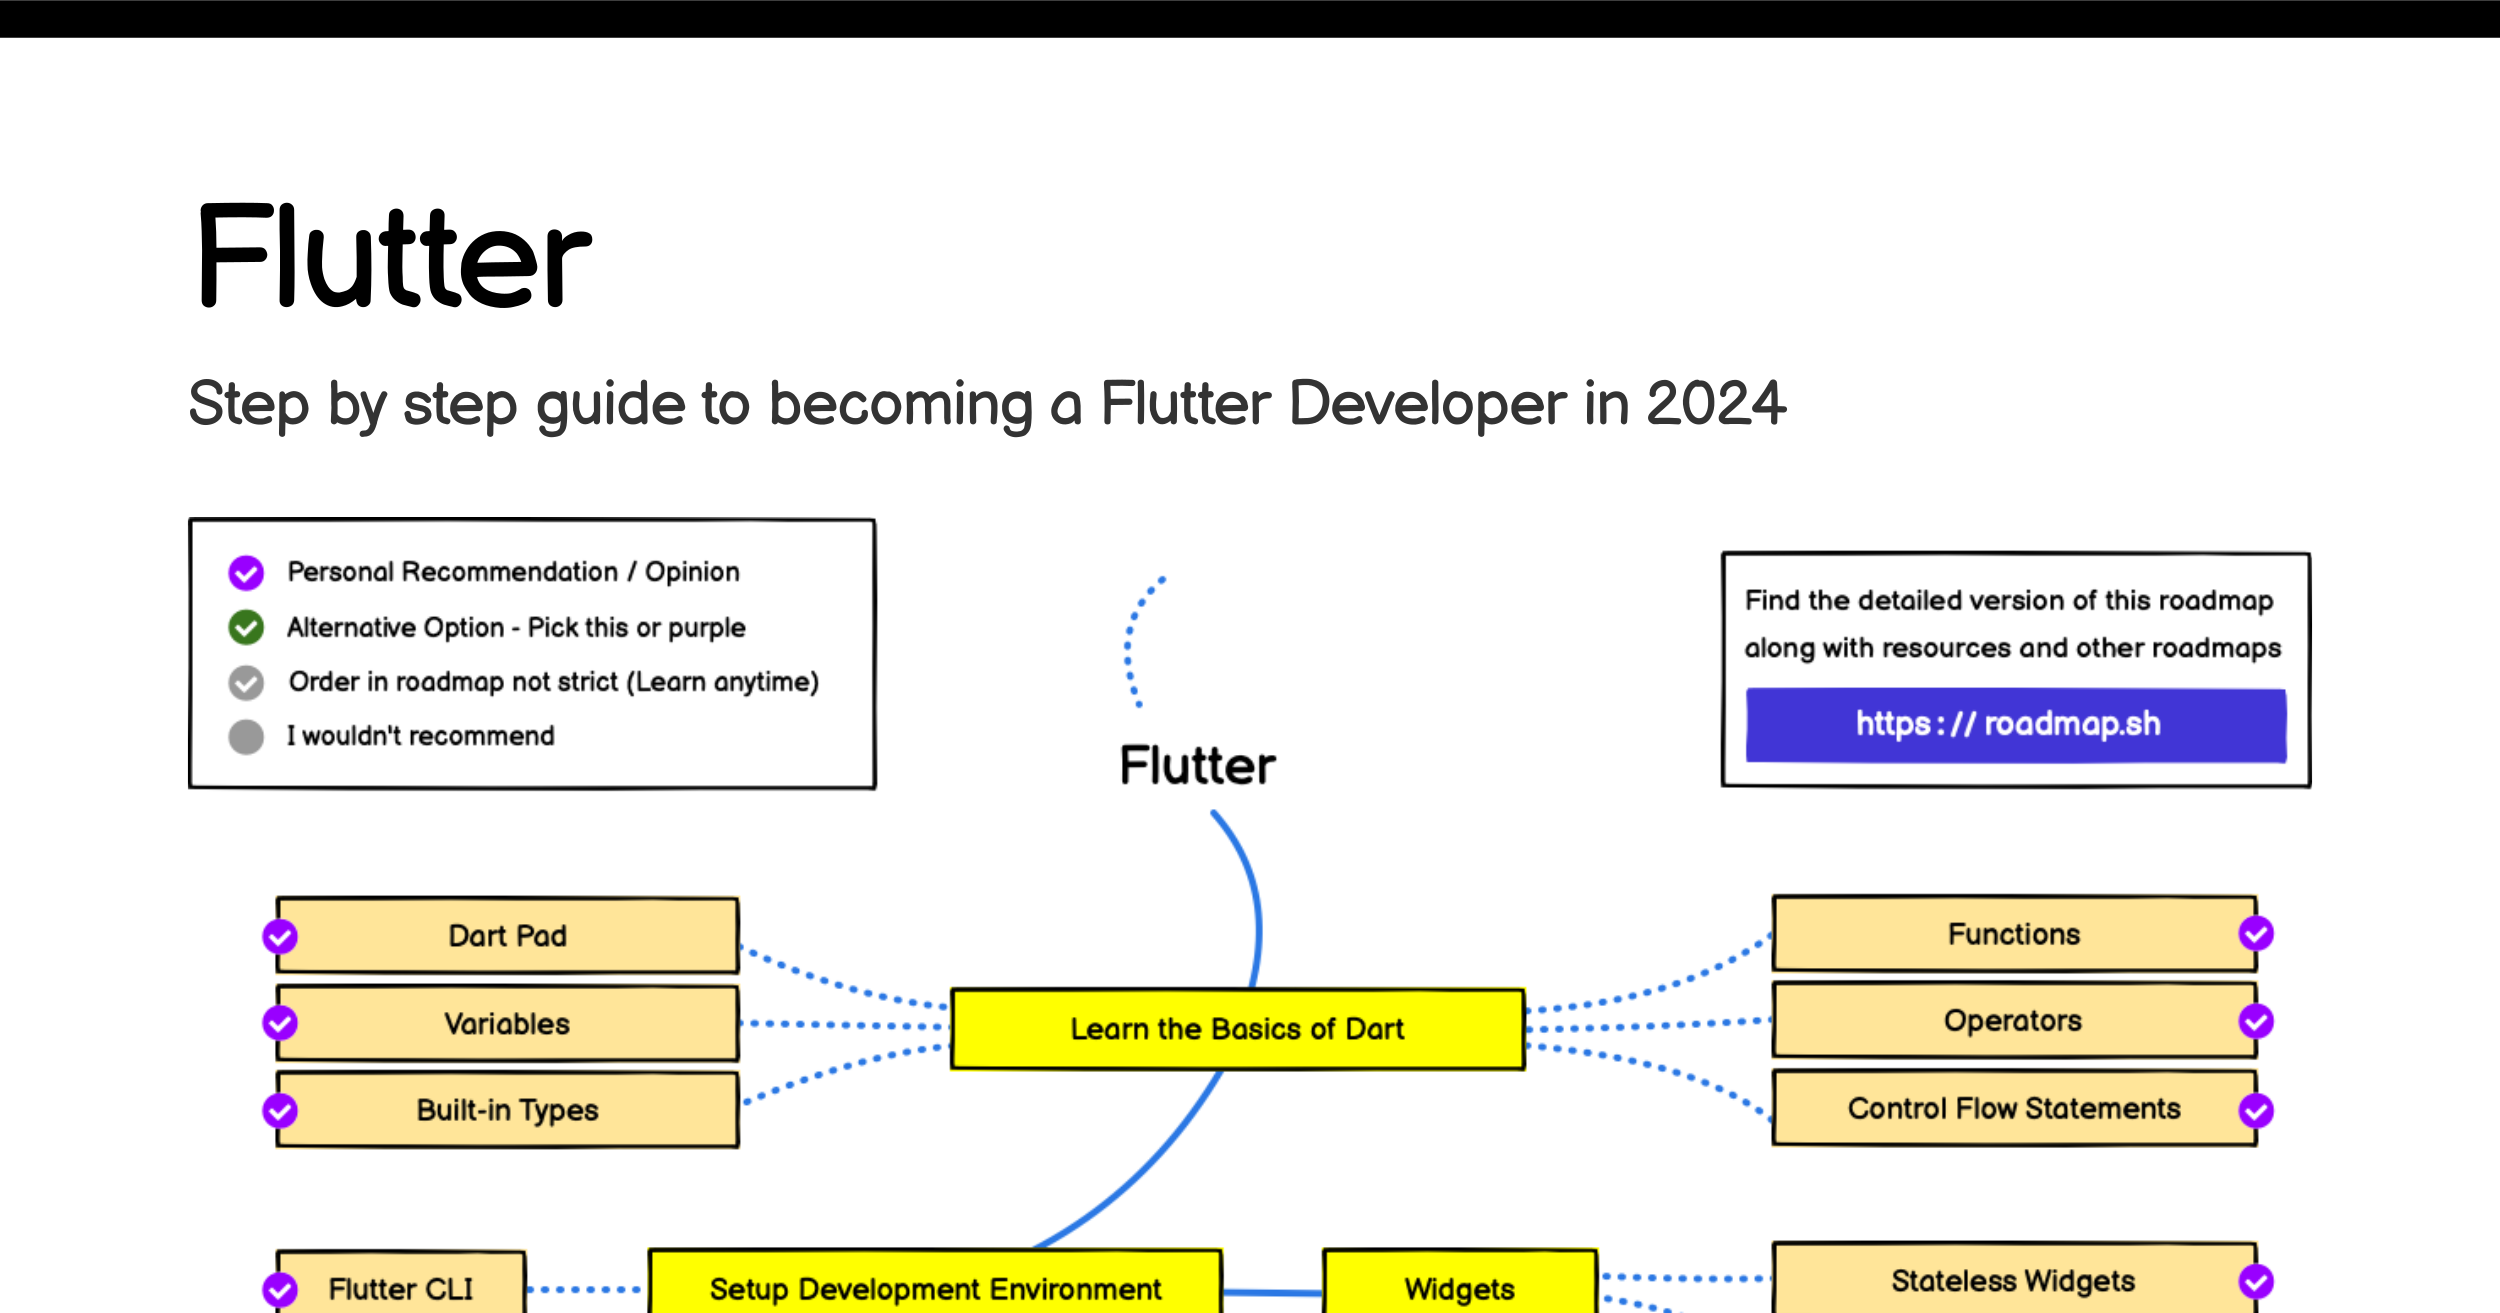 Flutter
Step by step guide to becoming a Flutter Developer in 2024
Personal Recommendation / Opinion
Alternative Option - Pick this or purple
Order in roadmap not strict (Learn anytime)
I wouldn't recommend
Find the detailed version of this roadmap
along with resources and other roadmaps
https://roadmap.sh
Flutter
Dart Pad
Variables
Built-in Types
Learn the Basics of Dart
Functions
Operators
Control Flow Statements
Flutter CLI
Setup Development Environment
Widgets
Stateless Widgets